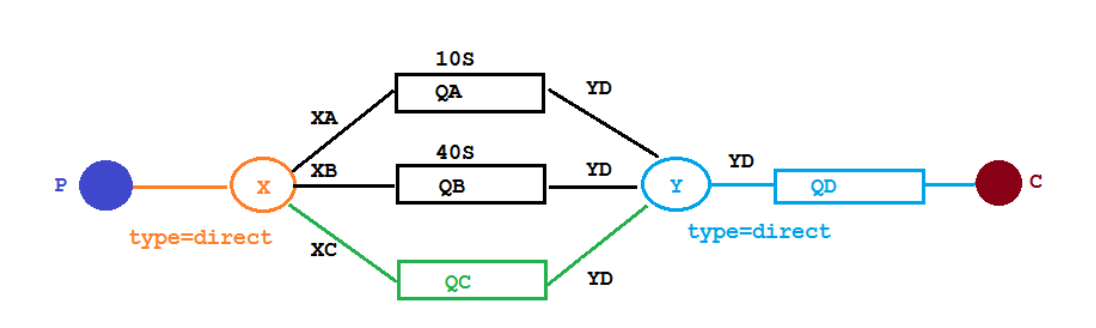 10S
QA
YD
XA
40S
XB
QB
YD
YD
P
X
Y
QD
C
type=direct
type=direct
XC
QC
YD